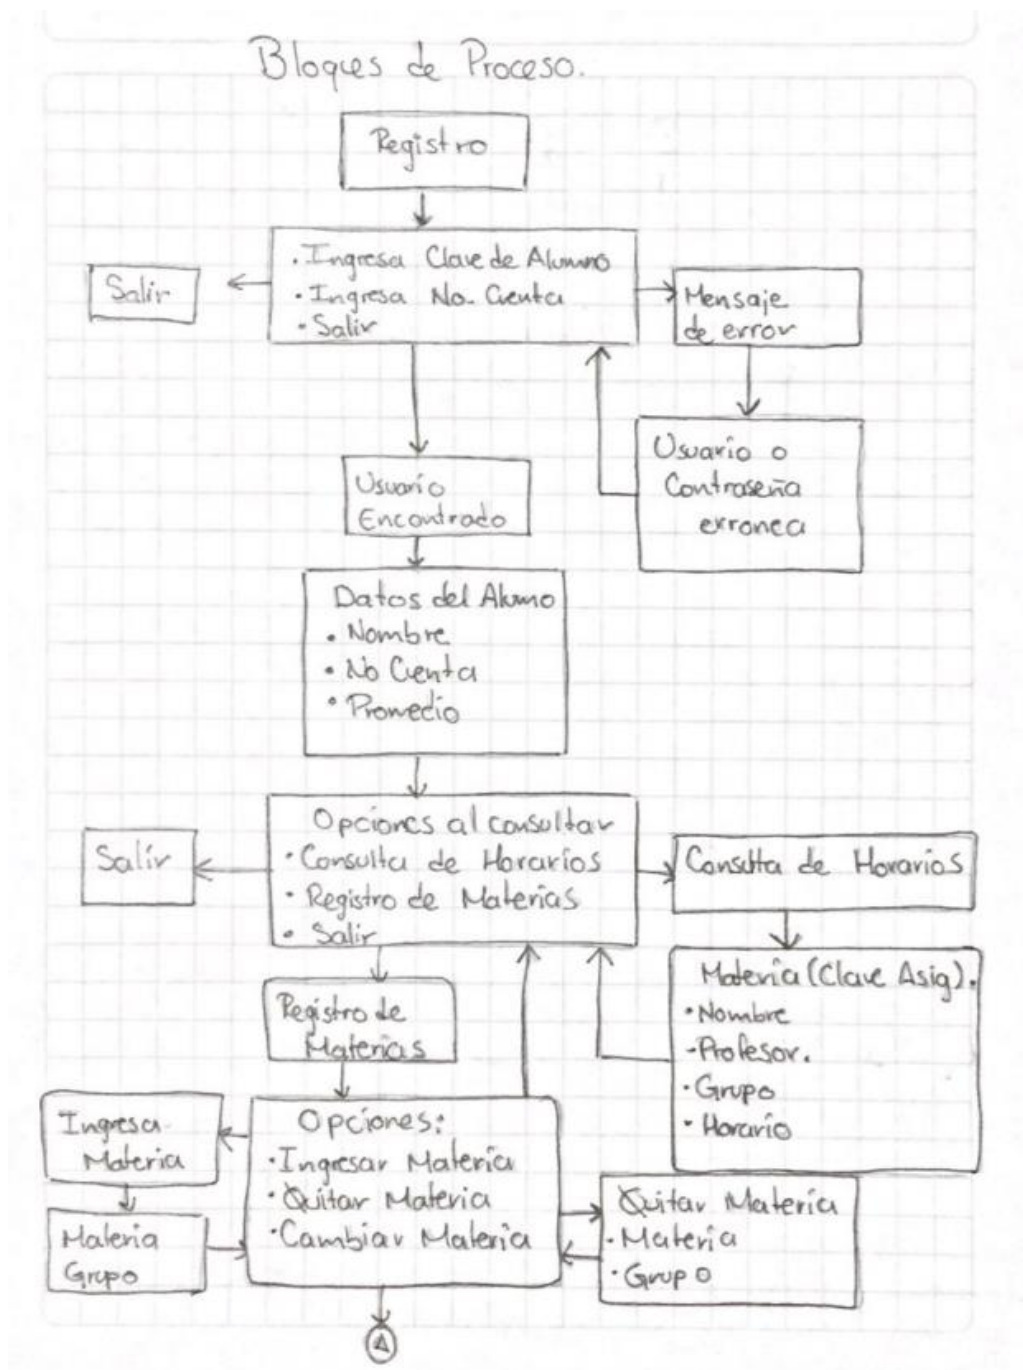 Bloques de Proceso.
Registro
• Ingresa Clave de Alumno
• Ingresa No. Cuenta
• Salir
Salir
Mensaje
de error
Usuario o
Contraseña
erronea
Usuario
Encontrado
Datos del Alumno
• Nombre
• No Cuenta
• Promedio
Opciones al consultar
• Consulta de Horarios
• Registro de Materias
• Salir
Salir
Consulta de Horarios
Materia (Clave Asig).
• Nombre
• Profesor.
• Grupo
• Horario
Registro de
Materias
Opciones:
• Ingresar Materia
• Quitar Materia
• Cambiar Materia
Ingresa
Materia
Materia
Grupo
Quitar Materia
• Materia
• Grupo
A